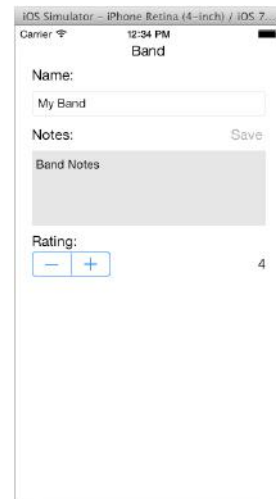 iOS Simulator – iPhone Retina (4-inch) / iOS 7...
Carrier 12:34 PM
Band
Name:
My Band
Notes: Save
Band Notes
Rating:
− + 4